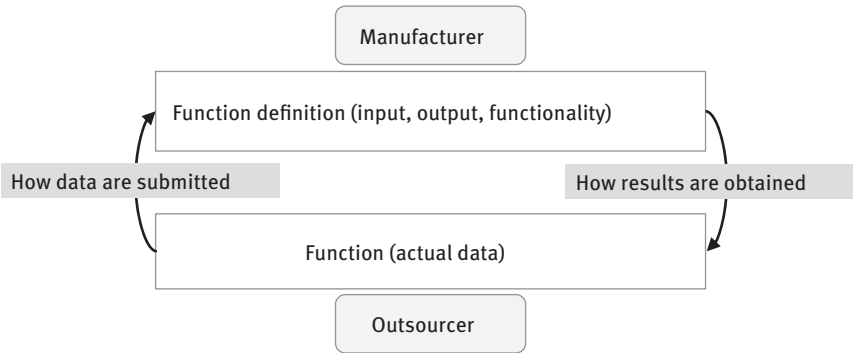 Manufacturer
Function definition (input, output, functionality)
How data are submitted
How results are obtained
Function (actual data)
Outsourcer